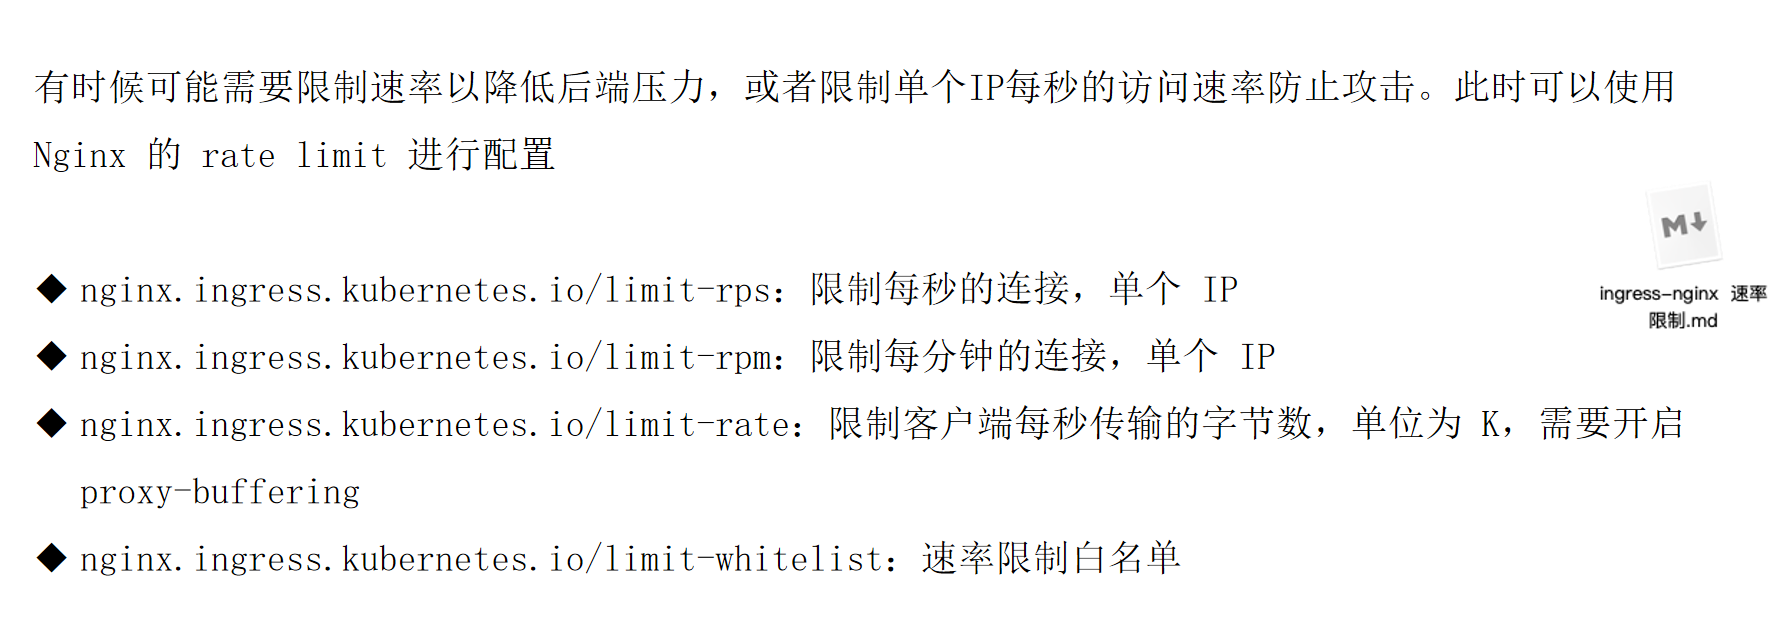 有时候可能需要限制速率以降低后端压力，或者限制单个IP每秒的访问速率防止攻击。此时可以使用
Nginx 的 rate limit 进行配置
◆ nginx.ingress.kubernetes.io/limit-rps：限制每秒的连接，单个 IP
◆ nginx.ingress.kubernetes.io/limit-rpm：限制每分钟的连接，单个 IP
◆ nginx.ingress.kubernetes.io/limit-rate：限制客户端每秒传输的字节数，单位为 K，需要开启
proxy-buffering
◆ nginx.ingress.kubernetes.io/limit-whitelist：速率限制白名单
M↓
ingress-nginx 速率
限制.md